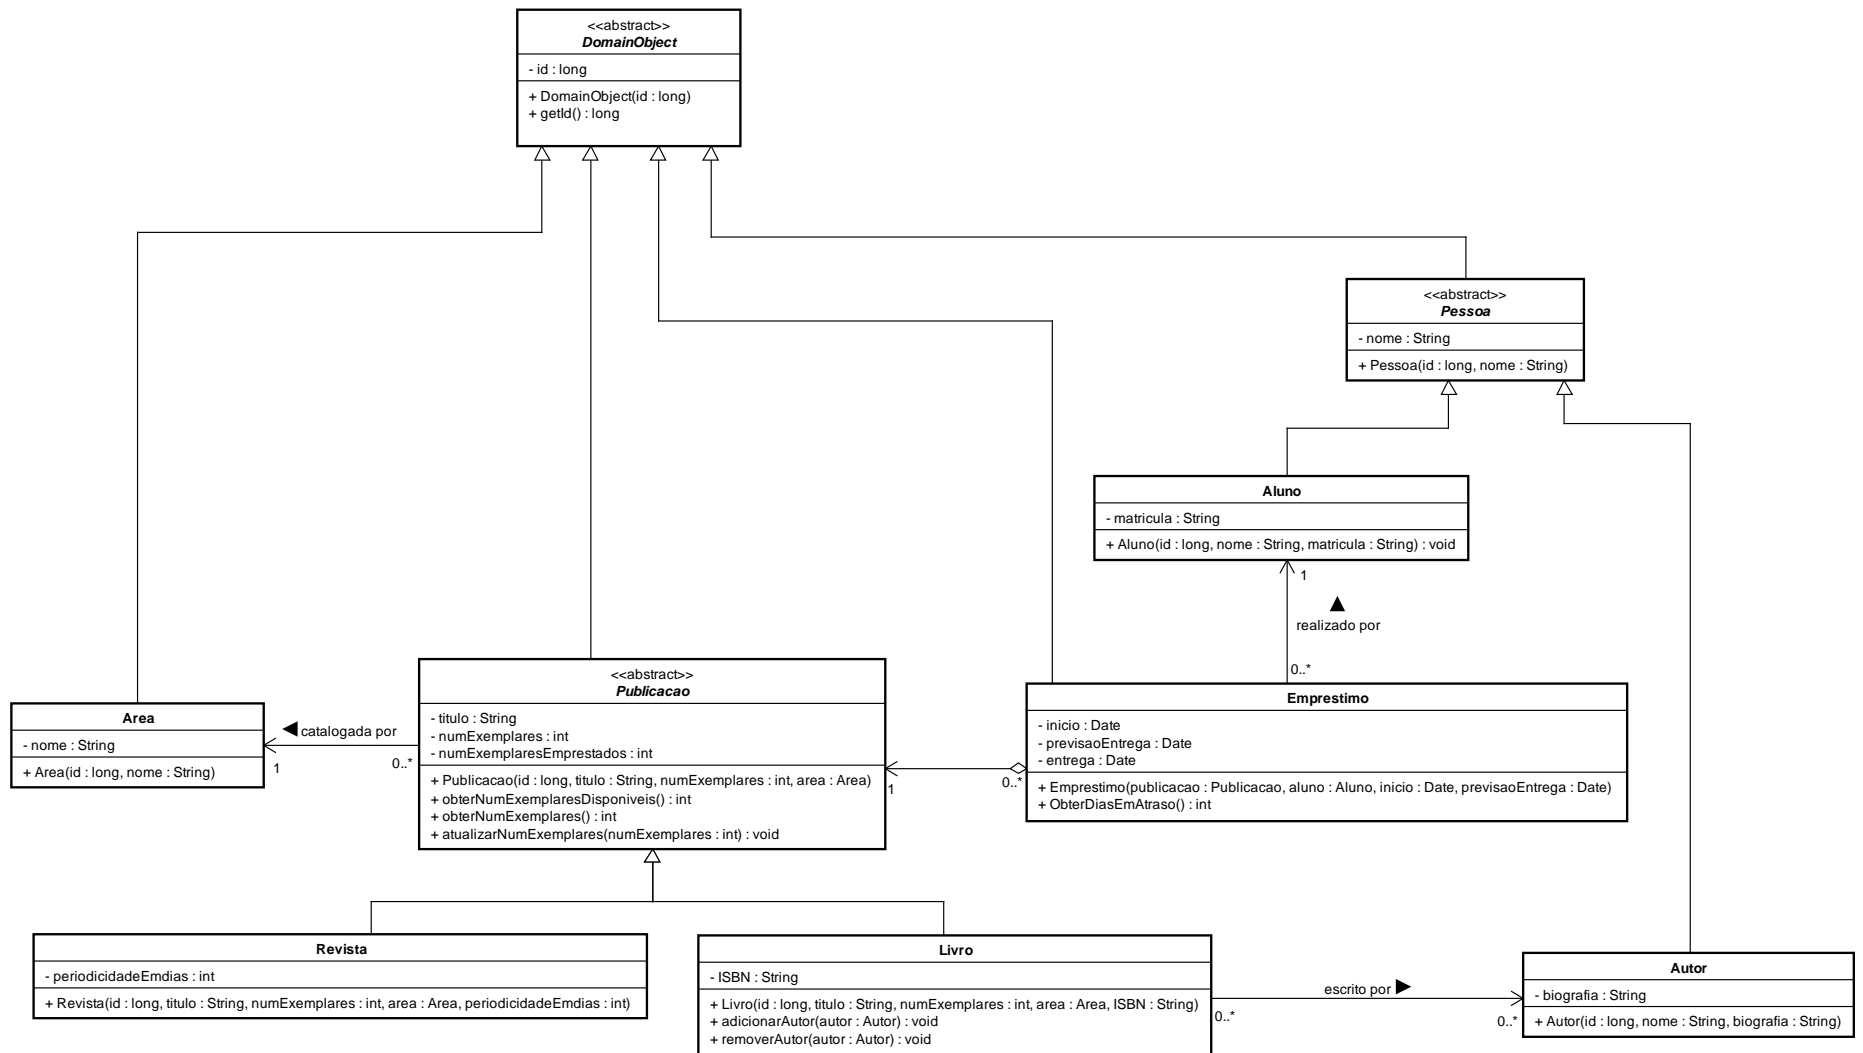 <<abstract>>
DomainObject
- id : long
+ DomainObject(id : long)
+ getId() : long
<<abstract>>
Pessoa
- nome : String
+ Pessoa(id : long, nome : String)
Aluno
- matricula : String
+ Aluno(id : long, nome : String, matricula : String) : void
1
realizado por
0..*
<<abstract>>
Publicacao
- titulo : String
- numExemplares : int
- numExemplaresEmprestados : int
+ Publicacao(id : long, titulo : String, numExemplares : int, area : Area)
+ obterNumExemplaresDisponiveis() : int
+ obterNumExemplares() : int
+ atualizarNumExemplares(numExemplares : int) : void
Area
- nome : String
+ Area(id : long, nome : String)
catalogada por
1
0..*
Emprestimo
- inicio : Date
- previsaoEntrega : Date
- entrega : Date
+ Emprestimo(publicacao : Publicacao, aluno : Aluno, inicio : Date, previsaoEntrega : Date)
+ ObterDiasEmAtraso() : int
1
0..*
Revista
- periodicidadeEmdias : int
+ Revista(id : long, titulo : String, numExemplares : int, area : Area, periodicidadeEmdias : int)
Livro
- ISBN : String
+ Livro(id : long, titulo : String, numExemplares : int, area : Area, ISBN : String)
+ adicionarAutor(autor : Autor) : void
+ removerAutor(autor : Autor) : void
escrito por
0..*
0..*
Autor
- biografia : String
+ Autor(id : long, nome : String, biografia : String)